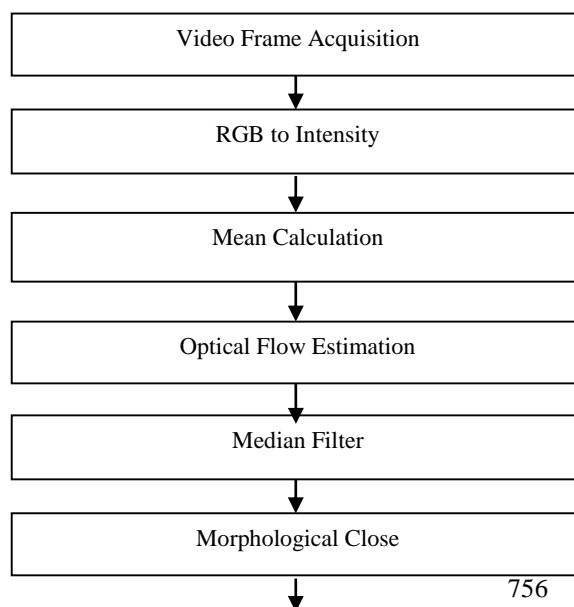 Video Frame Acquisition
RGB to Intensity
Mean Calculation
Optical Flow Estimation
Median Filter
Morphological Close
756